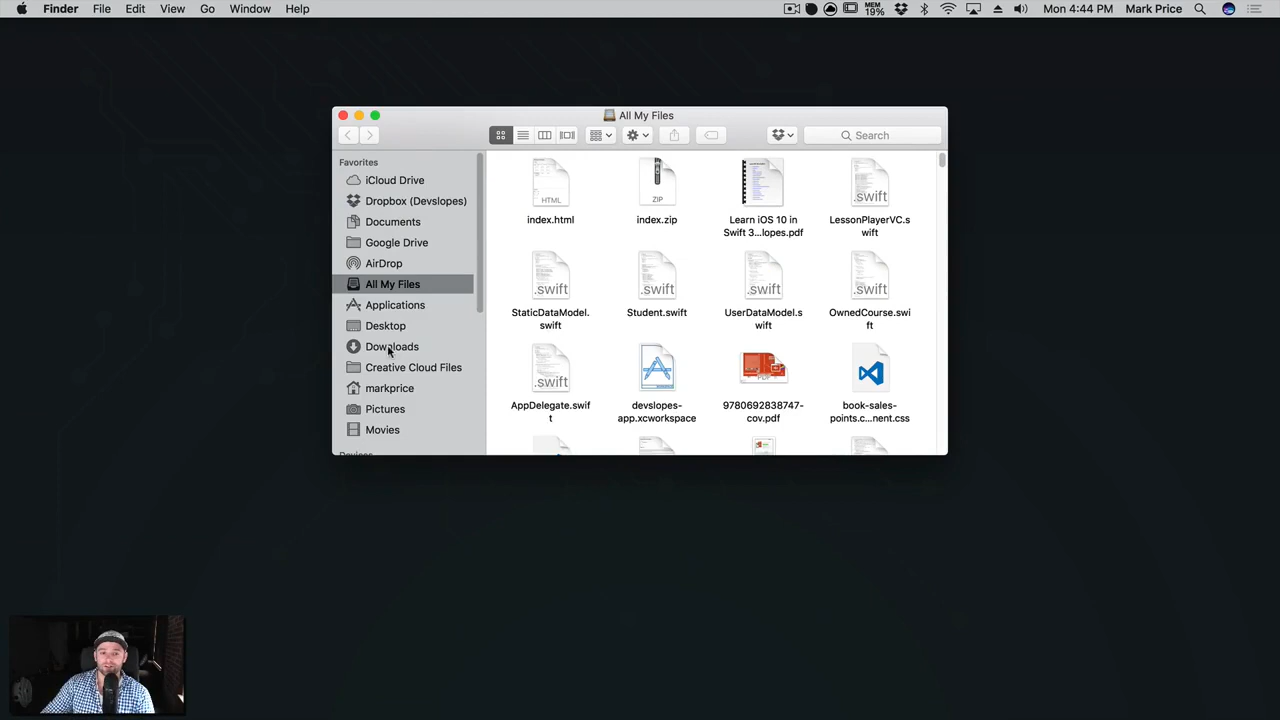 Finder File Edit View Go Window Help
MEM
19%
Mon 4:44 PM Mark Price
All My Files
Search
Favorites
iCloud Drive
Dropbox (Devslopes)
Documents
Google Drive
AirDrop
All My Files
Applications
Desktop
Downloads
Creative Cloud Files
markprice
Pictures
Movies
HTML
index.html
ZIP
index.zip
Learn iOS 10 in
Swift 3...lopes.pdf
.swift
LessonPlayerVC.s
wift
.swift
StaticDataModel.
swift
.swift
Student.swift
.swift
UserDataModel.s
wift
.swift
OwnedCourse.swi
ft
.swift
AppDelegate.swif
t
devslopes-
app.xcworkspace
9780692838747-
cov.pdf
book-sales-
points.c...nent.css